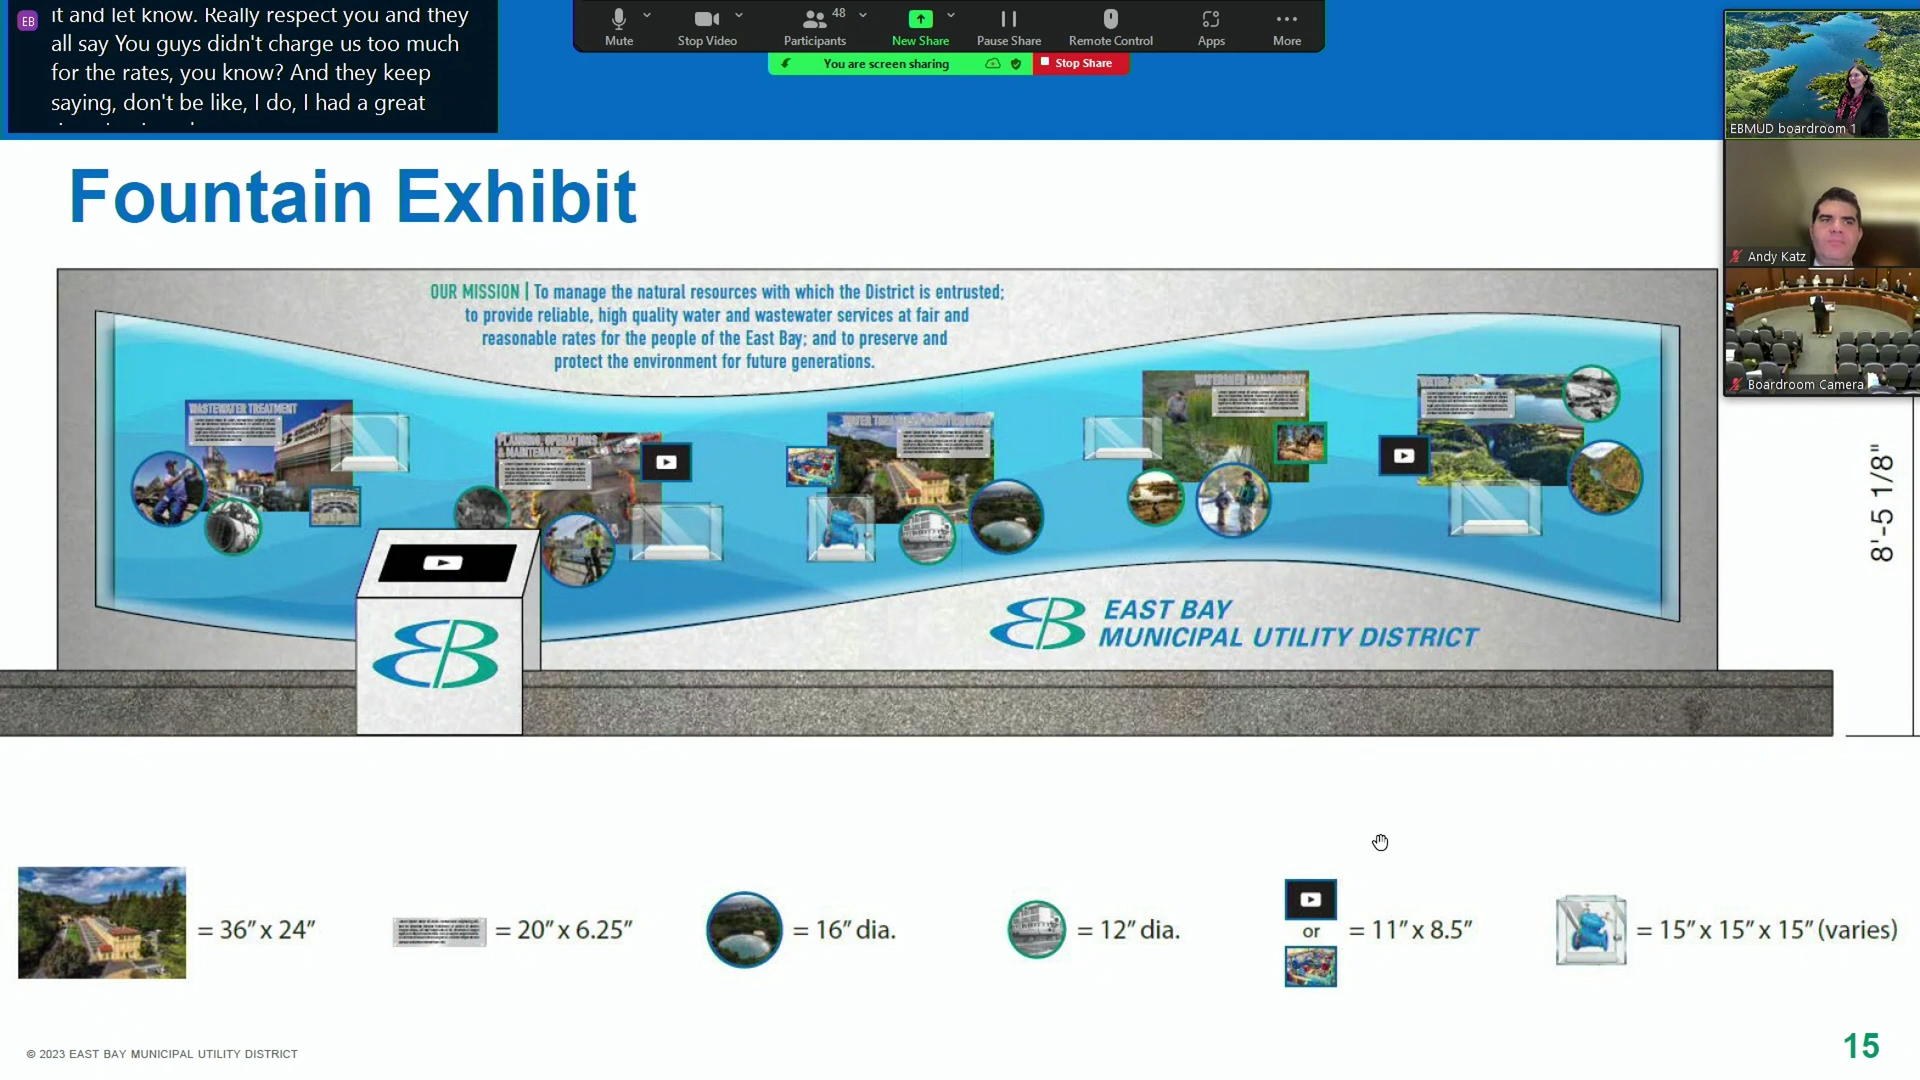 EB
it and let know. Really respect you and they
all say You guys didn't charge us too much
for the rates, you know? And they keep
saying, don't be like, I do, I had a great
Mute
Stop Video
48
Participants
New Share
Pause Share
Remote Control
Apps
More
You are screen sharing
Stop Share
EBMUD boardroom 1
Andy Katz
Boardroom Camera
Fountain Exhibit
OUR MISSION | To manage the natural resources with which the District is entrusted;
to provide reliable, high quality water and wastewater services at fair and
reasonable rates for the people of the East Bay; and to preserve and
protect the environment for future generations.
WASTEWATER TREATMENT
PLANNING, OPERATIONS
& MAINTENANCE
WATERSHED MANAGEMENT
EAST BAY
MUNICIPAL UTILITY DISTRICT
8'-5 1/8"
= 36" x 24"
= 20" x 6.25"
= 16" dia.
= 12" dia.
or
= 11" x 8.5"
= 15" x 15" x 15" (varies)
© 2023 EAST BAY MUNICIPAL UTILITY DISTRICT
15